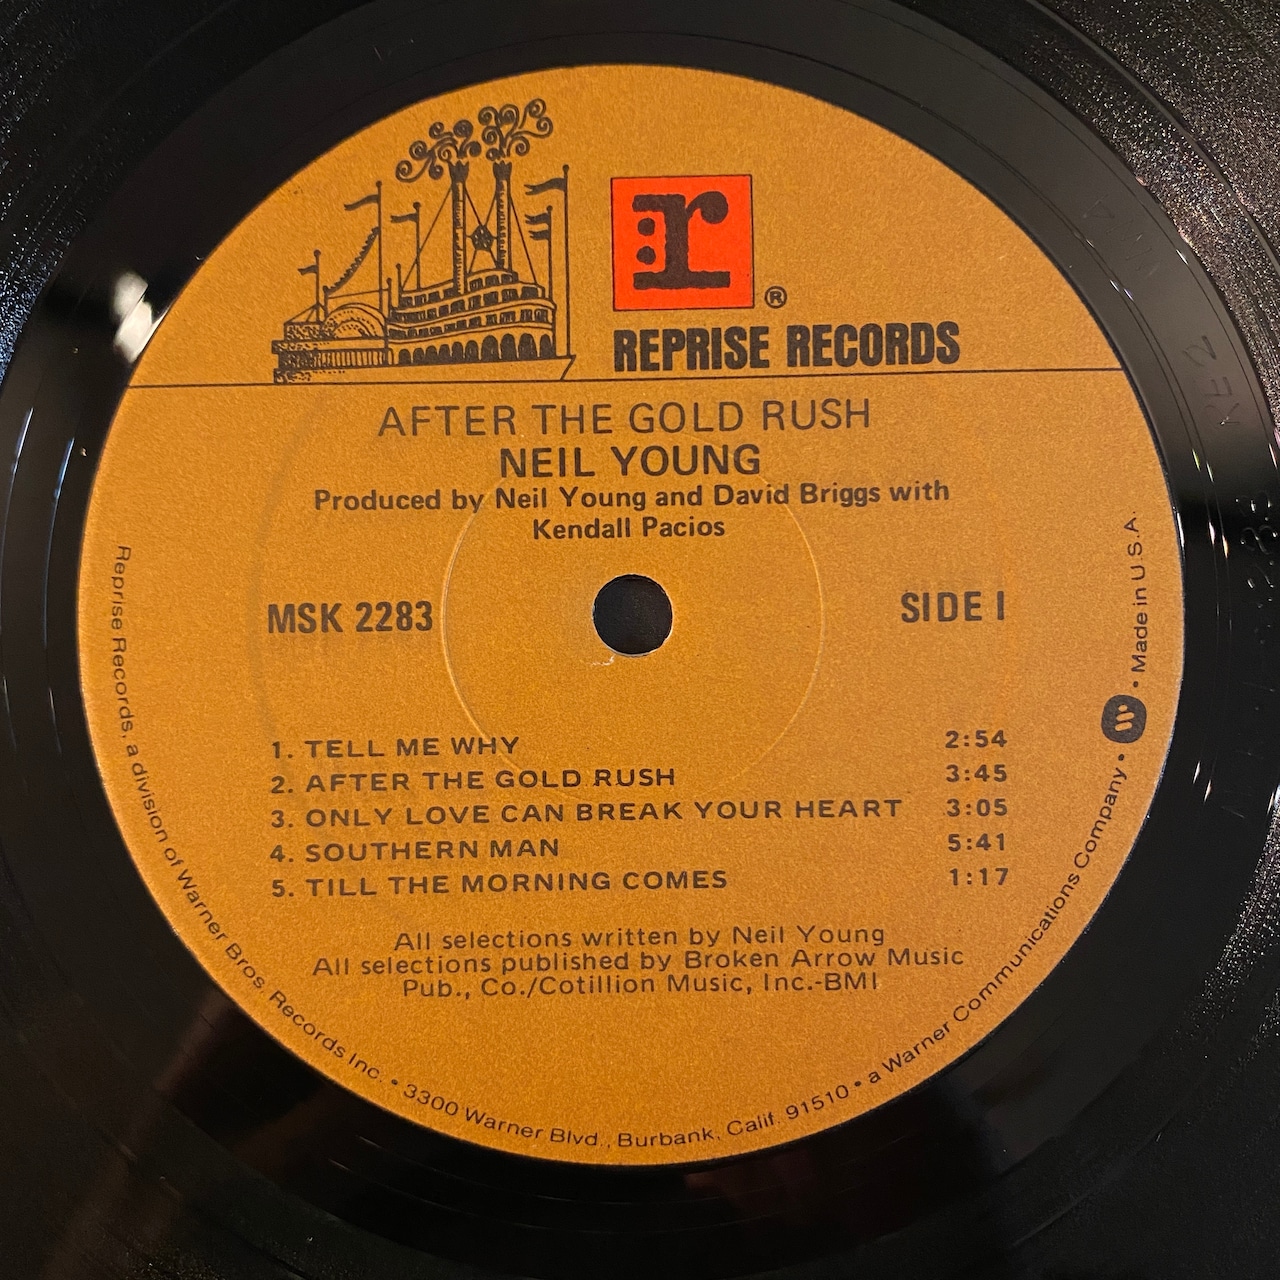 r
®
REPRISE RECORDS
AFTER THE GOLD RUSH
NEIL YOUNG
Produced by Neil Young and David Briggs with
Kendall Pacios
MSK 2283
SIDE 1
1. TELL ME WHY 2:54
2. AFTER THE GOLD RUSH 3:45
3. ONLY LOVE CAN BREAK YOUR HEART 3:05
4. SOUTHERN MAN 5:41
5. TILL THE MORNING COMES 1:17
All selections written by Neil Young
All selections published by Broken Arrow Music
Pub., Co./Cotillion Music, Inc.-BMI
Reprise Records, a division of Warner Bros. Records Inc. • 3300 Warner Blvd., Burbank, Calif. 91510 • a Warner Communications Company • W • Made in U.S.A.